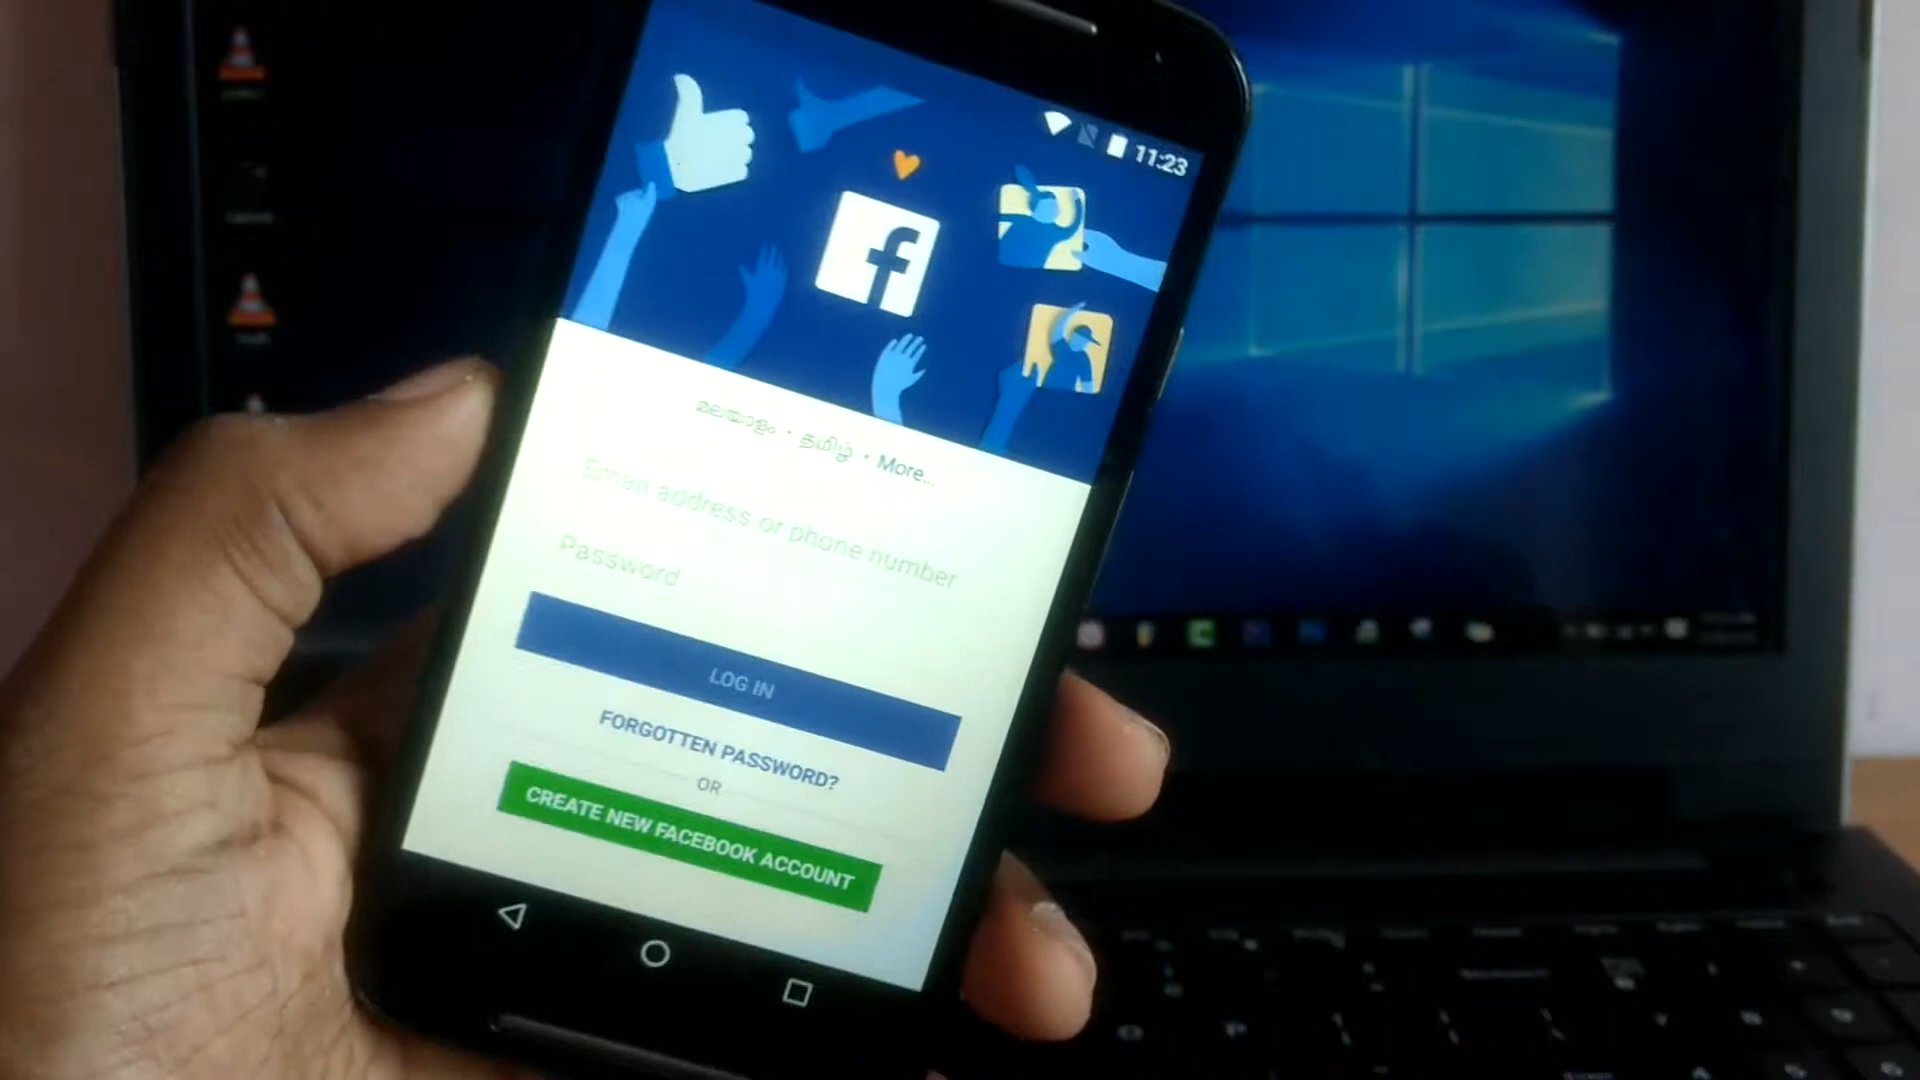 11:23
f
മലയാളം · தமிழ் · More...
Email address or phone number
Password
LOG IN
FORGOTTEN PASSWORD?
OR
CREATE NEW FACEBOOK ACCOUNT